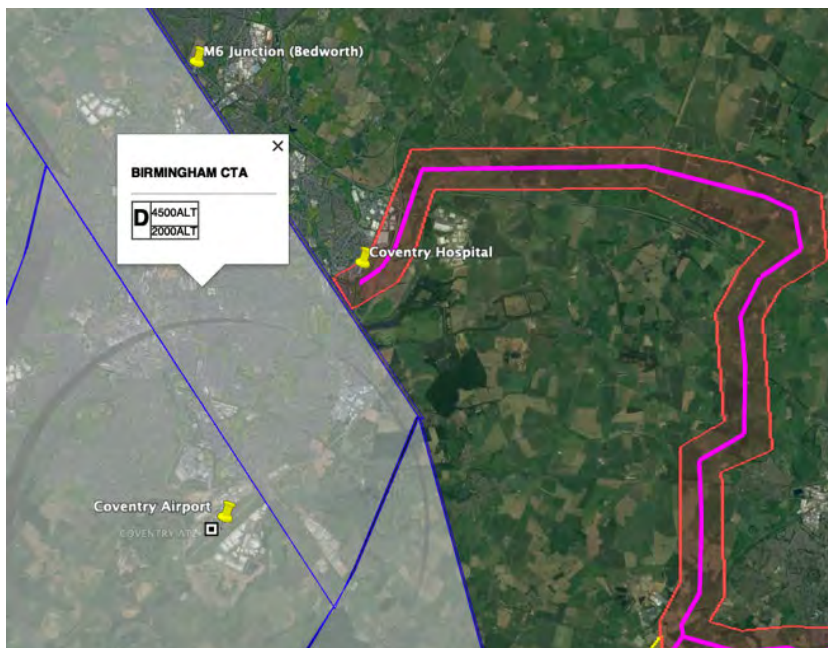 M6 Junction (Bedworth)
BIRMINGHAM CTA
D 4500ALT
2000ALT
Coventry Hospital
Coventry Airport
COVENTRY ATZ